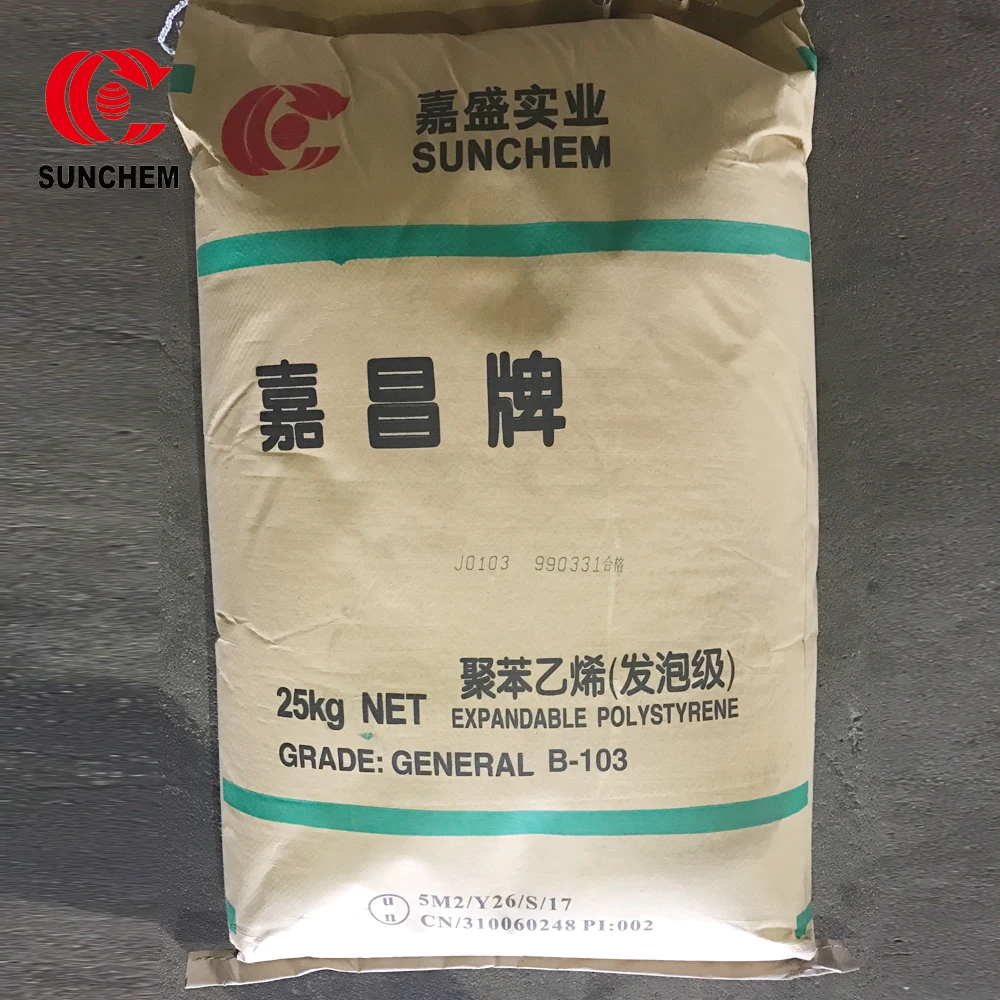 SUNCHEM
嘉盛实业
SUNCHEM
嘉昌牌
J0103 990331合格
聚苯乙烯(发泡级)
25kg NET EXPANDABLE POLYSTYRENE
GRADE: GENERAL B-103
un 5M2/Y26/S/17
CN/310060248 PI:002